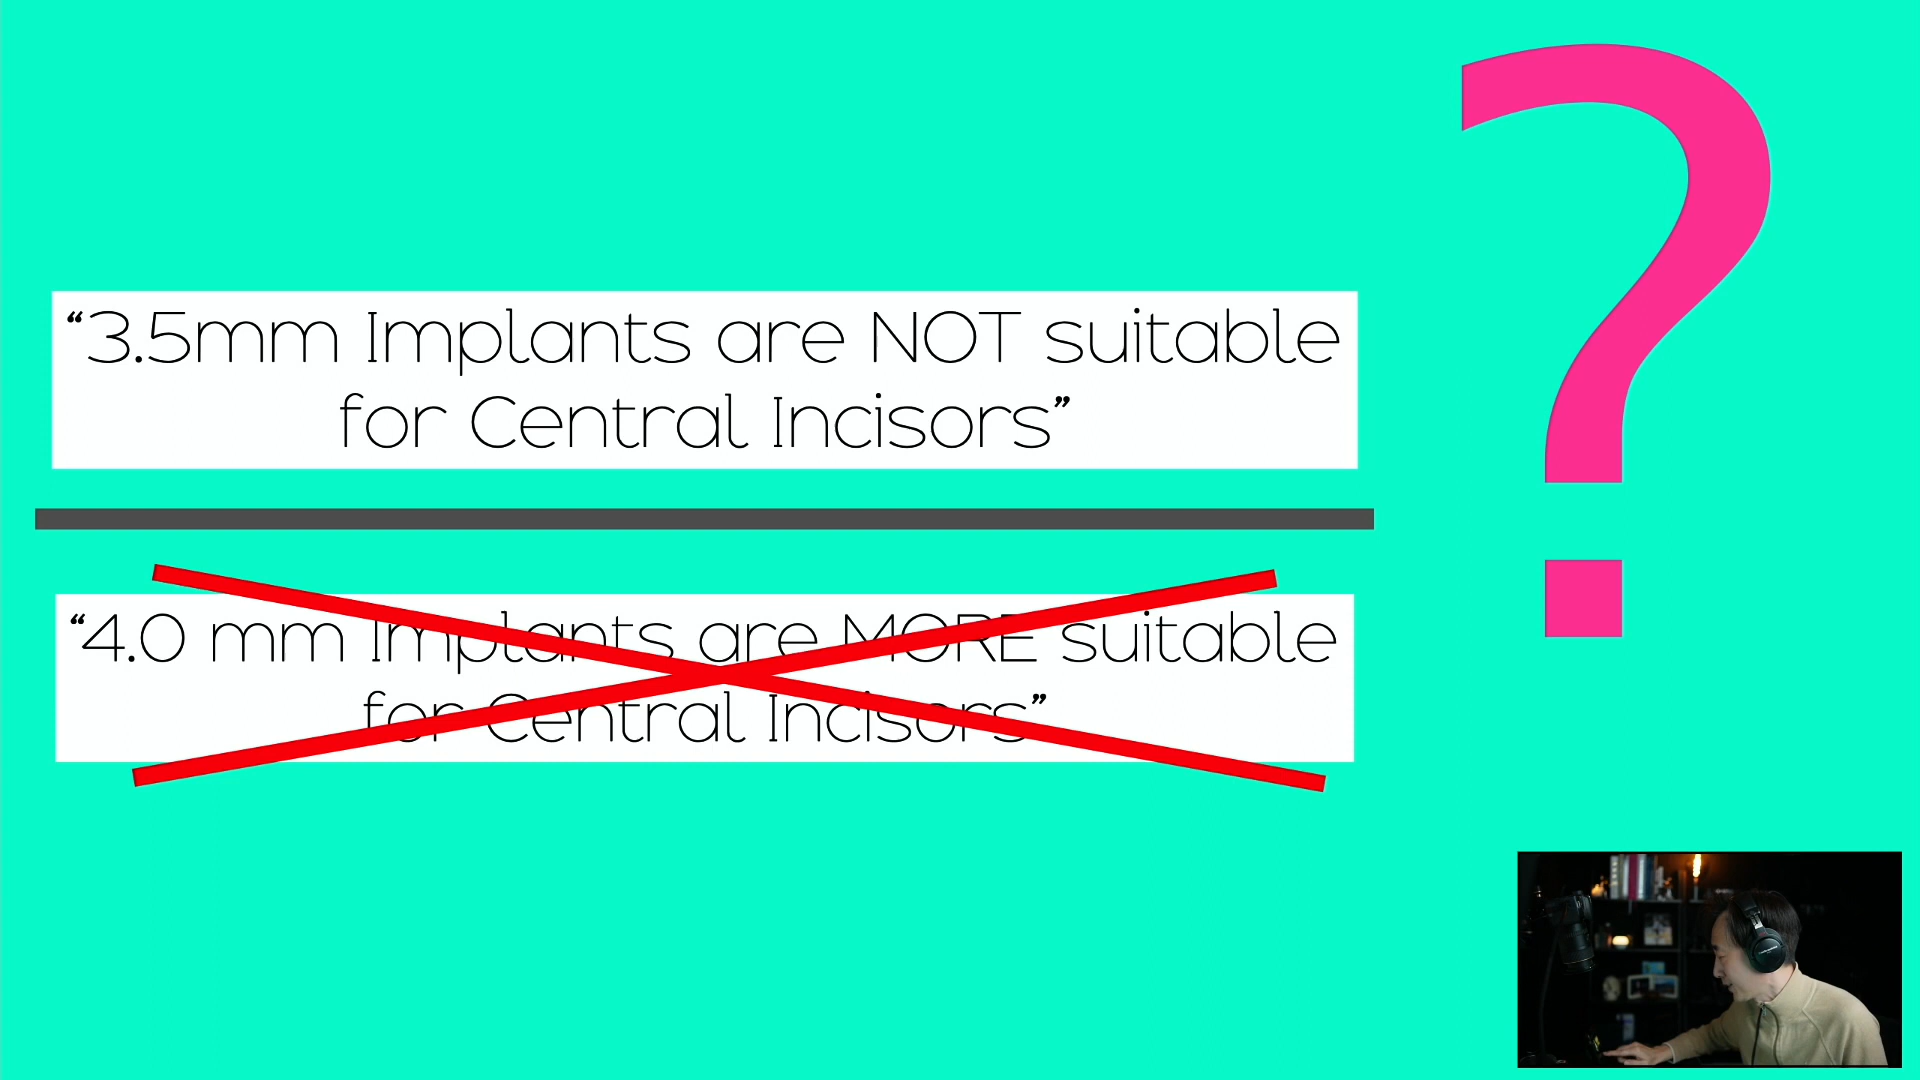 “3.5mm Implants are NOT suitable
for Central Incisors”
“4.0 mm Implants are MORE suitable
for Central Incisors”
?